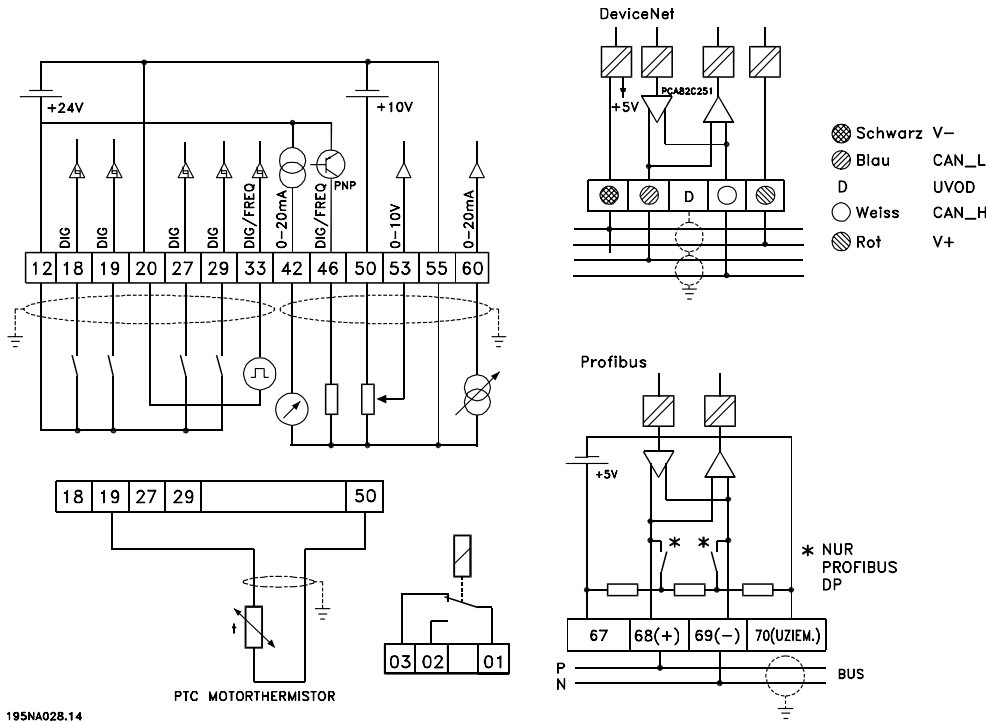 DeviceNet
+5V
PCA82C251
+24V
+10V
PNP
DIG
DIG
DIG
DIG
DIG/FREQ
0-20mA
DIG/FREQ
0-10V
0-20mA
12 18 19 20 27 29 33 42 46 50 53 55 60
D
Schwarz V-
Blau CAN_L
D UVOD
Weiss CAN_H
Rot V+
Profibus
+5V
* *
* NUR
PROFIBUS
DP
67 68(+) 69(-) 70(UZIEM.)
P
N
BUS
18 19 27 29 50
t
PTC MOTORTHERMISTOR
03 02 01
195NA028.14